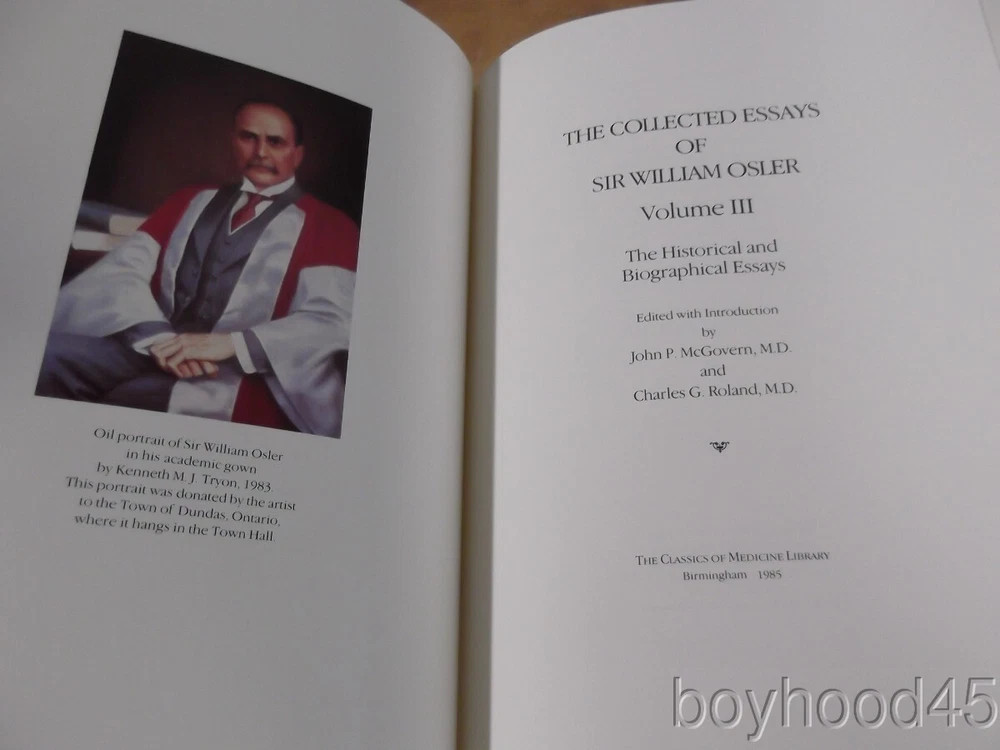 Oil portrait of Sir William Osler
in his academic gown
by Kenneth M. J. Tryon, 1983.
This portrait was donated by the artist
to the Town of Dundas, Ontario,
where it hangs in the Town Hall.
THE COLLECTED ESSAYS
OF
SIR WILLIAM OSLER
Volume III
The Historical and
Biographical Essays
Edited with Introduction
by
John P. McGovern, M.D.
and
Charles G. Roland, M.D.
THE CLASSICS OF MEDICINE LIBRARY
Birmingham 1985
boyhood45